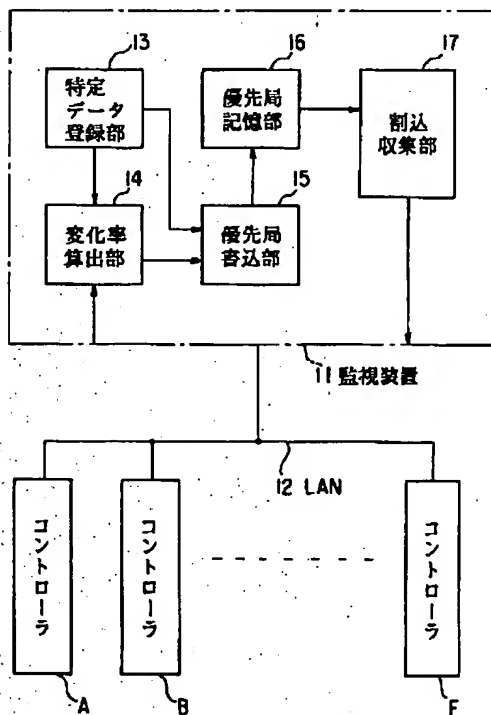 13
特定
データ
登録部
16
優先局
記憶部
17
割込
収集部
14
変化率
算出部
15
優先局
書込部
11 監視装置
12 LAN
コントローラ
コントローラ
コントローラ
A
B
F